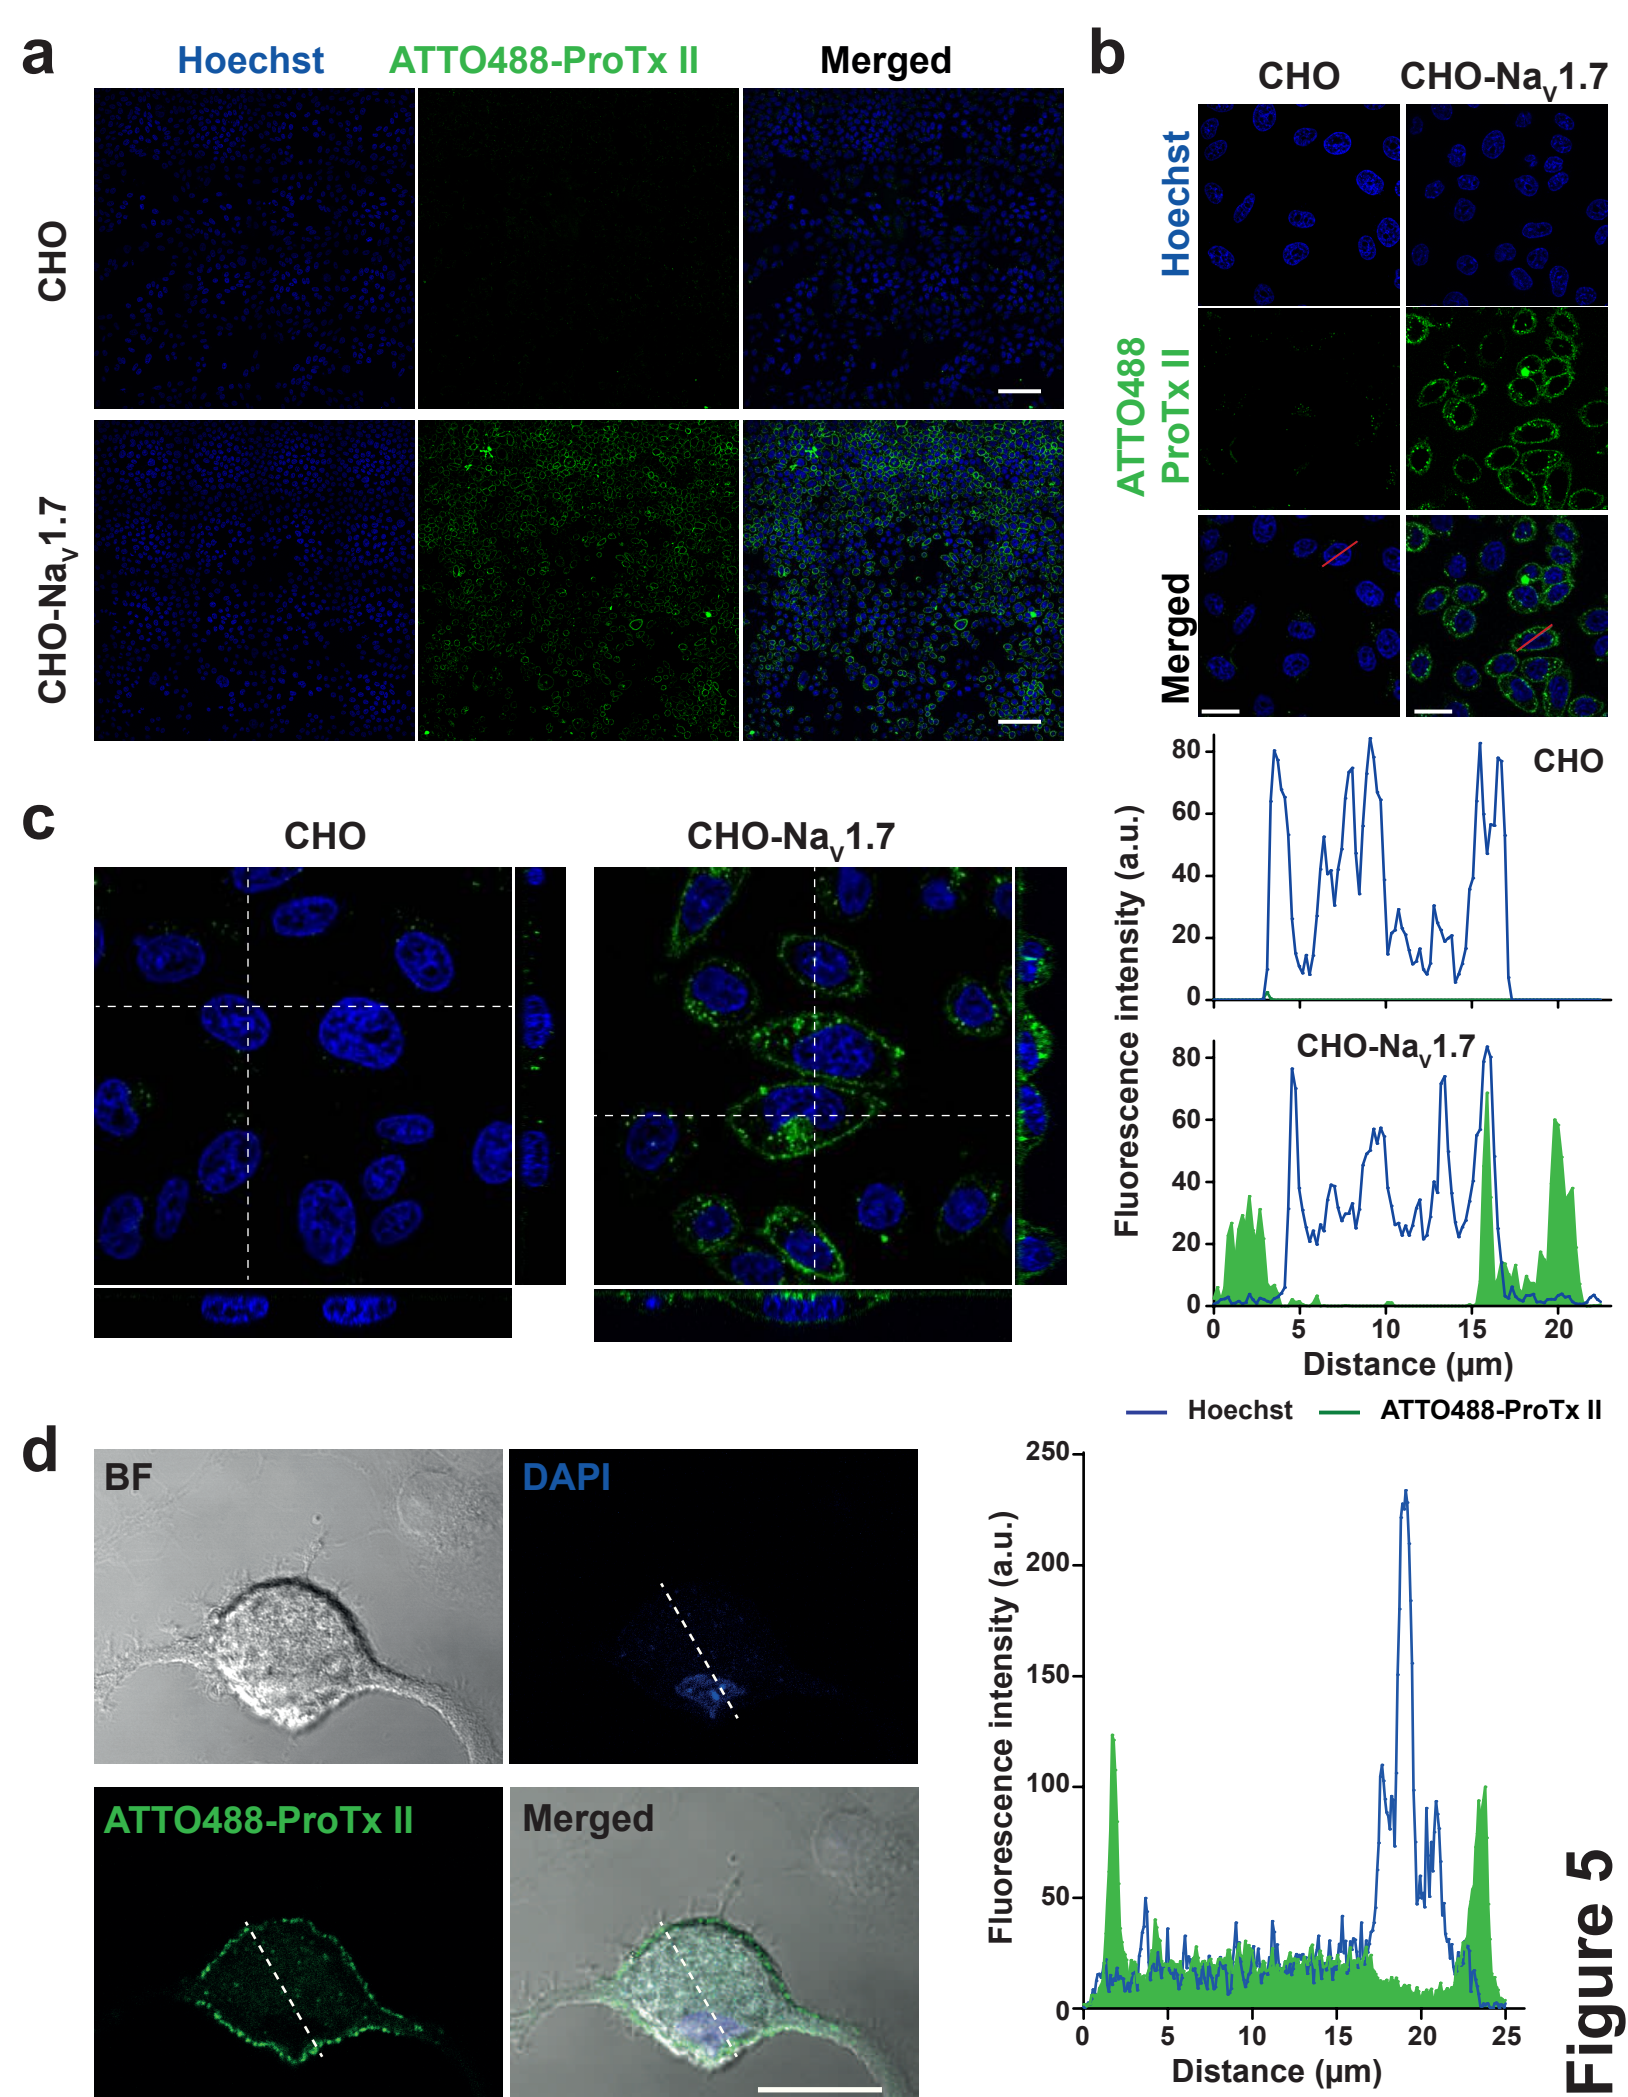 a
Hoechst
ATTO488-ProTx II
Merged
CHO
CHO-NaV1.7
b
CHO
CHO-NaV1.7
Hoechst
ATTO488
ProTx II
Merged
Fluorescence intensity (a.u.)
80
60
40
20
0
CHO
80
60
40
20
0
CHO-NaV1.7
0 5 10 15 20
Distance (µm)
Hoechst
ATTO488-ProTx II
c
CHO
CHO-NaV1.7
d
BF
DAPI
ATTO488-ProTx II
Merged
Fluorescence intensity (a.u.)
250
200
150
100
50
0
0 5 10 15 20 25
Distance (µm)
Figure 5